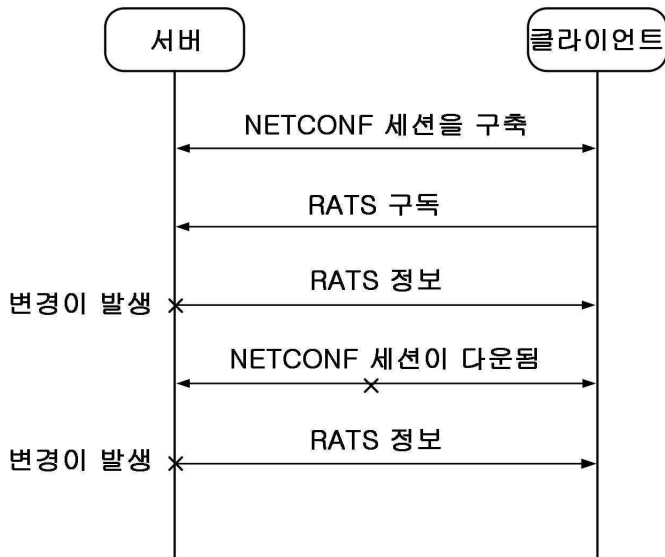 서버
클라이언트
NETCONF 세션을 구축
RATS 구독
RATS 정보
변경이 발생
NETCONF 세션이 다운됨
RATS 정보
변경이 발생